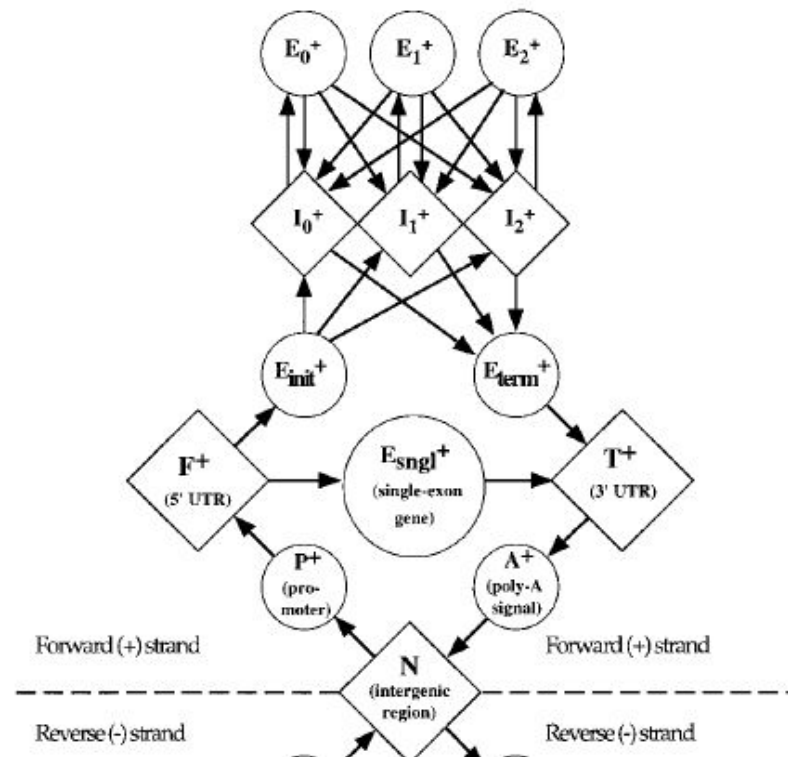 E₀⁺ E₁⁺ E₂⁺
I₀⁺ I₁⁺ I₂⁺
Einit⁺ Eterm⁺
Esngl⁺
F⁺ T⁺
(5' UTR) (single-exon (3' UTR)
gene)
P⁺ A⁺
(pro- (poly-A
moter) signal)
Forward (+) strand Forward (+) strand
N
(intergenic
region)
Reverse (-) strand Reverse (-) strand